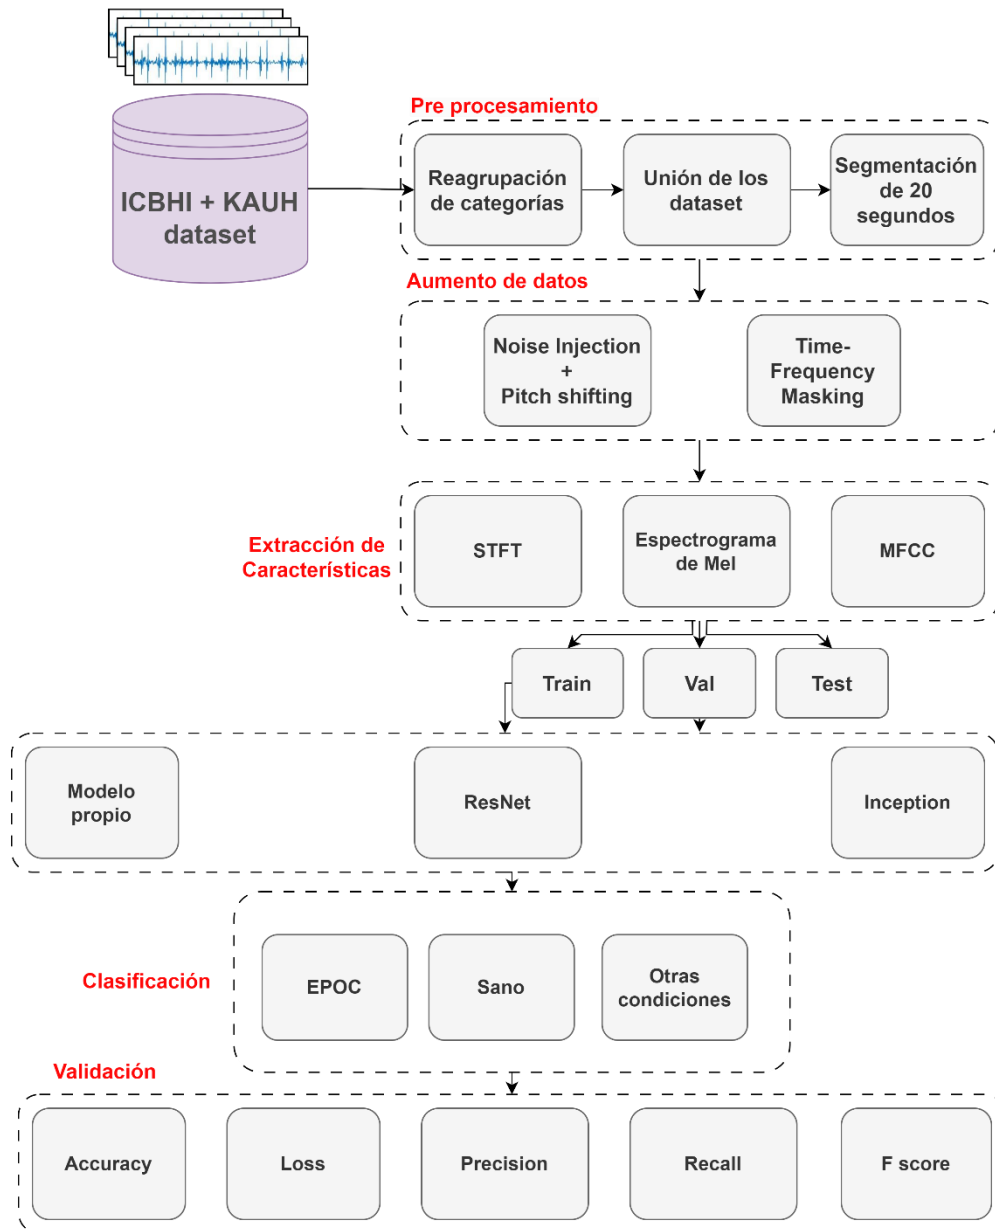 ICBHI + KAUH
dataset
Pre procesamiento
Reagrupación
de categorías
Unión de los
dataset
Segmentación
de 20
segundos
Aumento de datos
Noise Injection
+
Pitch shifting
Time-
Frequency
Masking
Extracción de
Características
STFT
Espectrograma
de Mel
MFCC
Train
Val
Test
Modelo
propio
ResNet
Inception
Clasificación
EPOC
Sano
Otras
condiciones
Validación
Accuracy
Loss
Precision
Recall
F score